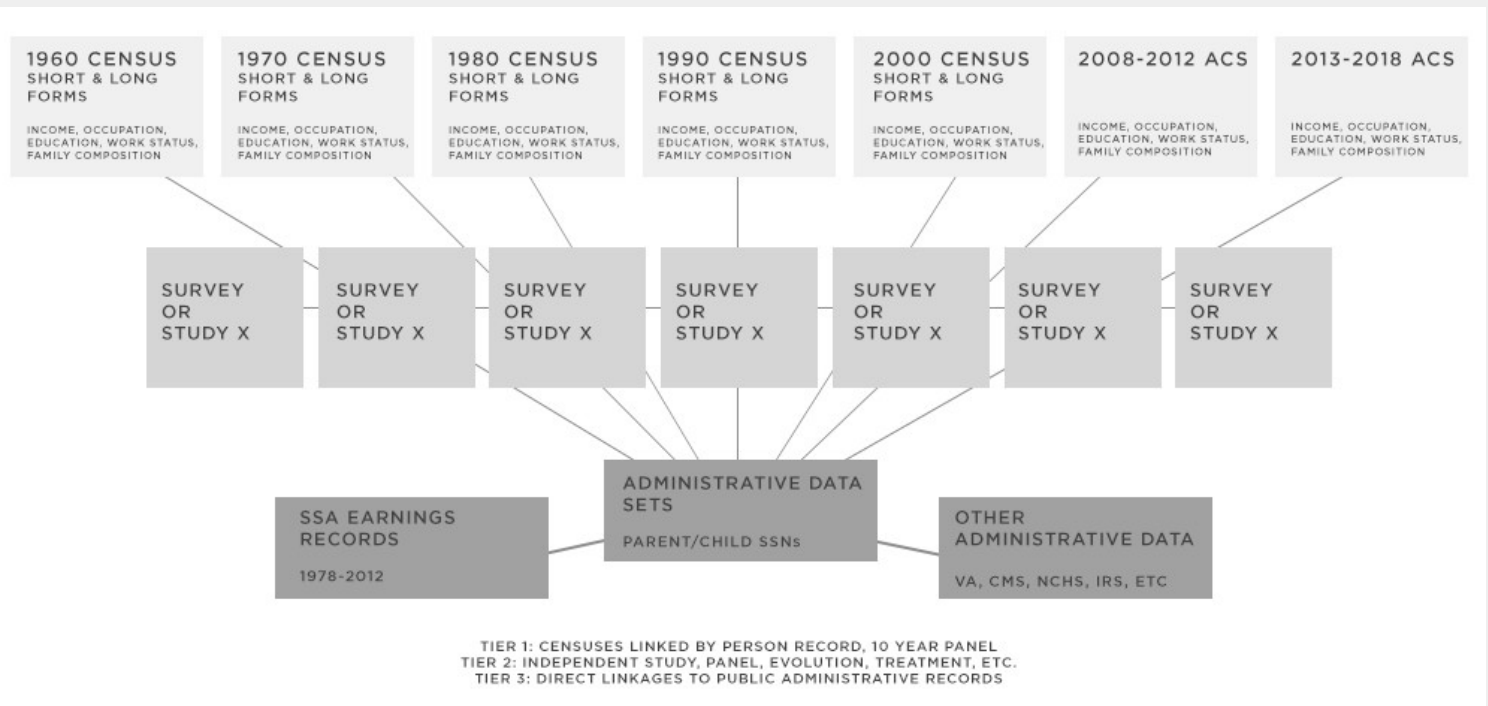 1960 CENSUS
SHORT & LONG
FORMS
INCOME, OCCUPATION,
EDUCATION, WORK STATUS,
FAMILY COMPOSITION
1970 CENSUS
SHORT & LONG
FORMS
INCOME, OCCUPATION,
EDUCATION, WORK STATUS,
FAMILY COMPOSITION
1980 CENSUS
SHORT & LONG
FORMS
INCOME, OCCUPATION,
EDUCATION, WORK STATUS,
FAMILY COMPOSITION
1990 CENSUS
SHORT & LONG
FORMS
INCOME, OCCUPATION,
EDUCATION, WORK STATUS,
FAMILY COMPOSITION
2000 CENSUS
SHORT & LONG
FORMS
INCOME, OCCUPATION,
EDUCATION, WORK STATUS,
FAMILY COMPOSITION
2008-2012 ACS
INCOME, OCCUPATION,
EDUCATION, WORK STATUS,
FAMILY COMPOSITION
2013-2018 ACS
INCOME, OCCUPATION,
EDUCATION, WORK STATUS,
FAMILY COMPOSITION
SURVEY
OR
STUDY X
SURVEY
OR
STUDY X
SURVEY
OR
STUDY X
SURVEY
OR
STUDY X
SURVEY
OR
STUDY X
SURVEY
OR
STUDY X
SURVEY
OR
STUDY X
SSA EARNINGS
RECORDS
1978-2012
ADMINISTRATIVE DATA
SETS
PARENT/CHILD SSNs
OTHER
ADMINISTRATIVE DATA
VA, CMS, NCHS, IRS, ETC
TIER 1: CENSUSES LINKED BY PERSON RECORD, 10 YEAR PANEL
TIER 2: INDEPENDENT STUDY, PANEL, EVOLUTION, TREATMENT, ETC.
TIER 3: DIRECT LINKAGES TO PUBLIC ADMINISTRATIVE RECORDS